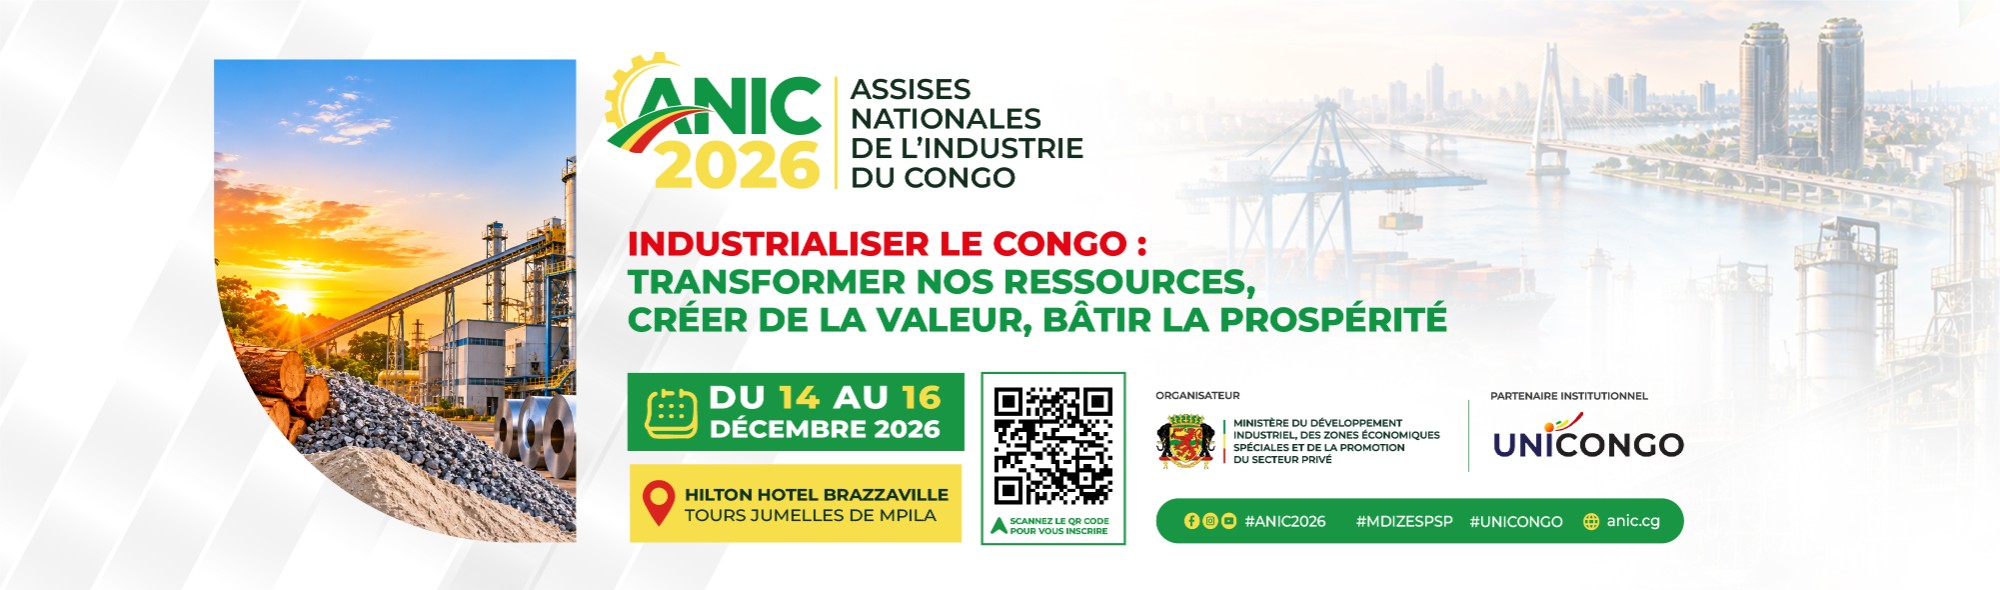 ANIC
2026
ASSISES
NATIONALES
DE L'INDUSTRIE
DU CONGO
INDUSTRIALISER LE CONGO :
TRANSFORMER NOS RESSOURCES,
CRÉER DE LA VALEUR, BÂTIR LA PROSPÉRITÉ
DU 14 AU 16
DÉCEMBRE 2026
HILTON HOTEL BRAZZAVILLE
TOURS JUMELLES DE MPILA
SCANNEZ LE QR CODE
POUR VOUS INSCRIRE
ORGANISATEUR
MINISTÈRE DU DÉVELOPPEMENT
INDUSTRIEL, DES ZONES ÉCONOMIQUES
SPÉCIALES ET DE LA PROMOTION
DU SECTEUR PRIVÉ
PARTENAIRE INSTITUTIONNEL
UNICONGO
#ANIC2026 #MDIZESPSP #UNICONGO anic.cg